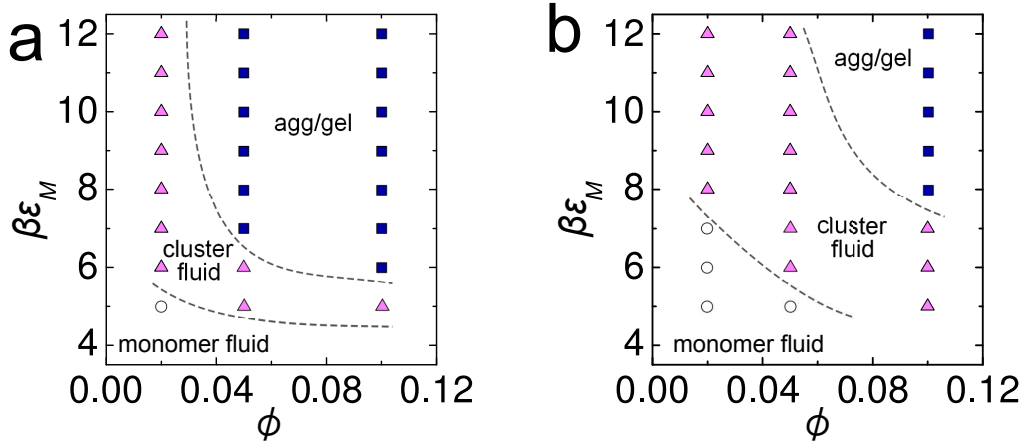 a
12
10
8
6
4
βε_M
agg/gel
cluster
fluid
monomer fluid
0.00 0.04 0.08 0.12
ϕ
b
12
10
8
6
4
βε_M
agg/gel
cluster
fluid
monomer fluid
0.00 0.04 0.08 0.12
ϕ